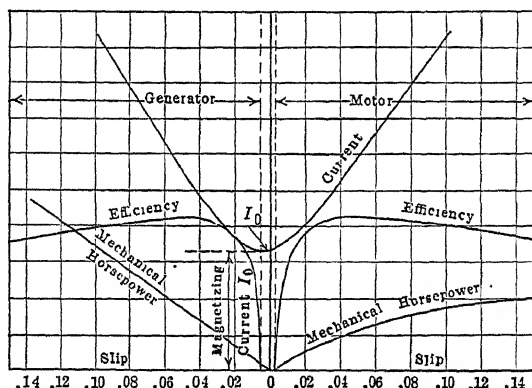 Generator
Motor
Current
Efficiency
I0
Efficiency
Mechanical
Horsepower
Magnetizing
Current I0
Mechanical Horsepower
Slip
Slip
.14 .12 .10 .08 .06 .04 .02 0 .02 .04 .06 .08 .10 .12 .14